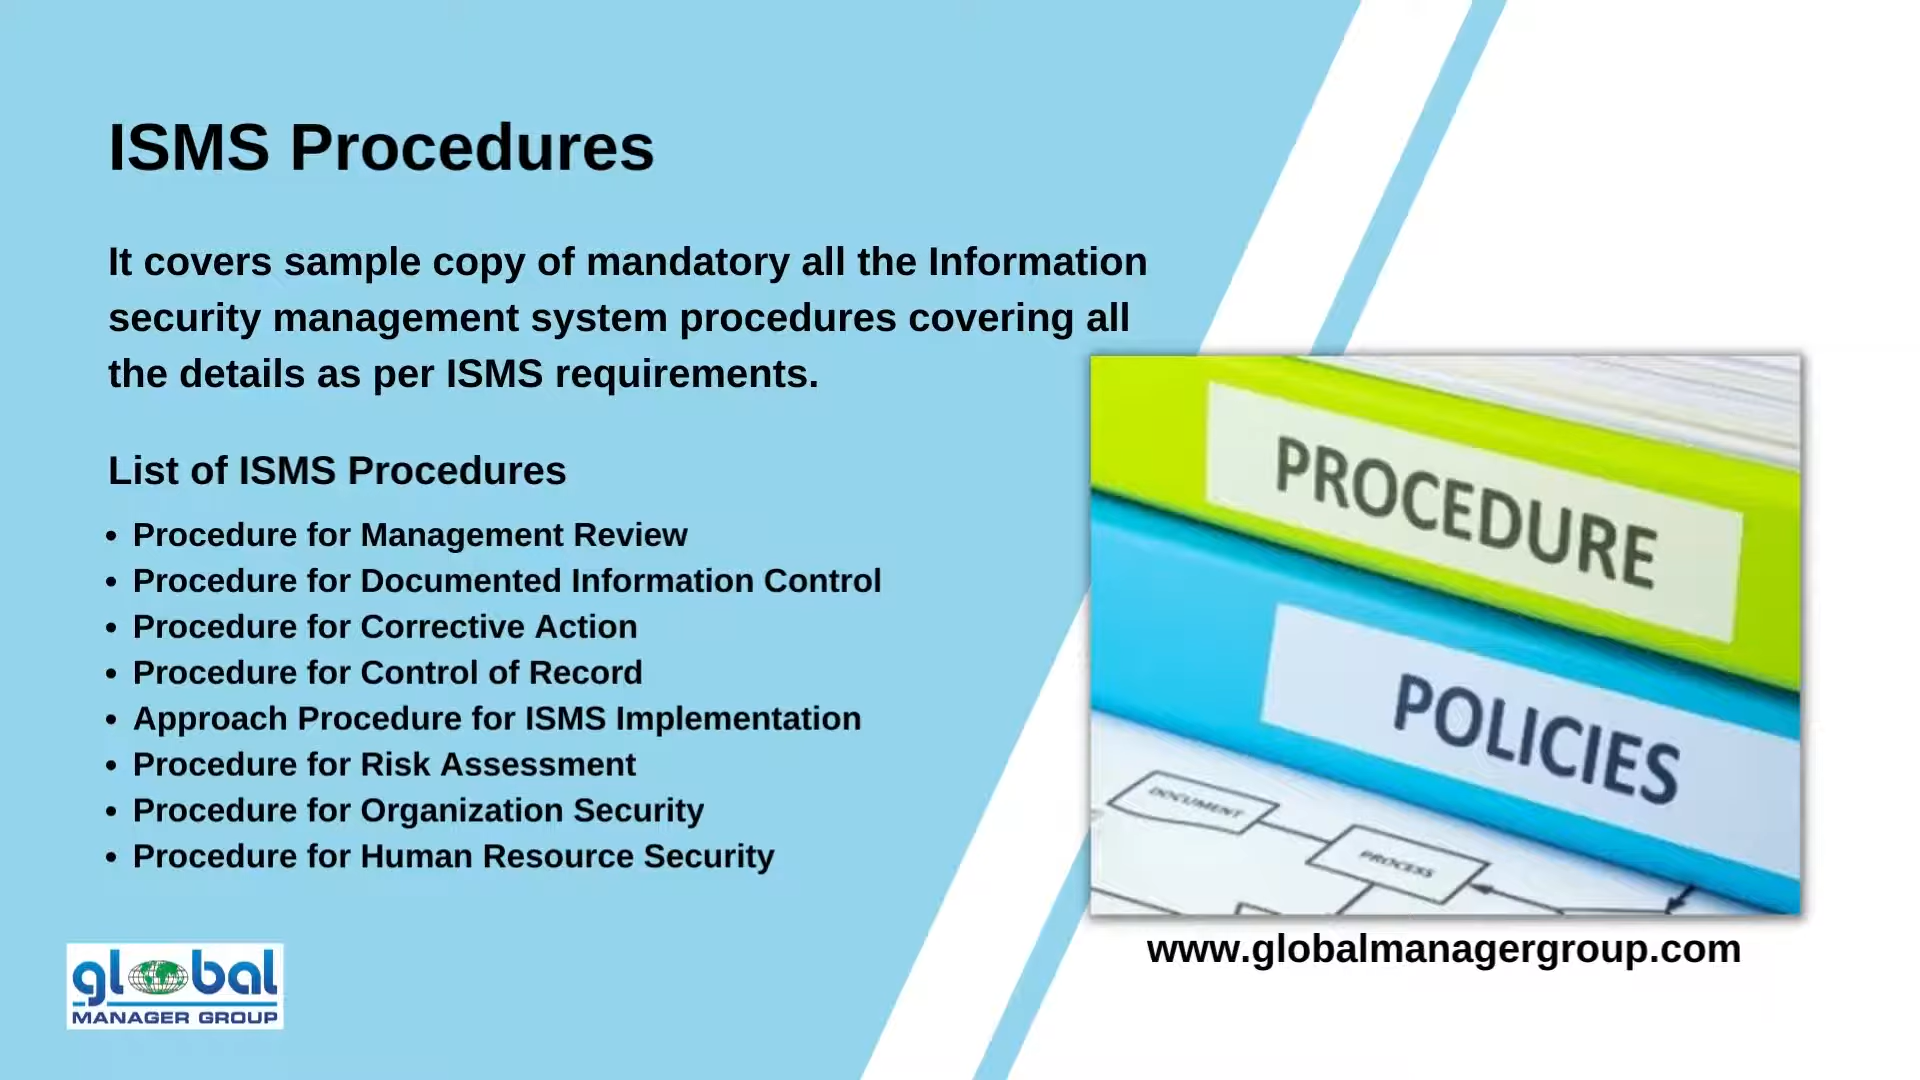 ISMS Procedures
It covers sample copy of mandatory all the Information
security management system procedures covering all
the details as per ISMS requirements.
List of ISMS Procedures
• Procedure for Management Review
• Procedure for Documented Information Control
• Procedure for Corrective Action
• Procedure for Control of Record
• Approach Procedure for ISMS Implementation
• Procedure for Risk Assessment
• Procedure for Organization Security
• Procedure for Human Resource Security
PROCEDURE
POLICIES
DOCUMENT
PROCESS
www.globalmanagergroup.com
global
MANAGER GROUP